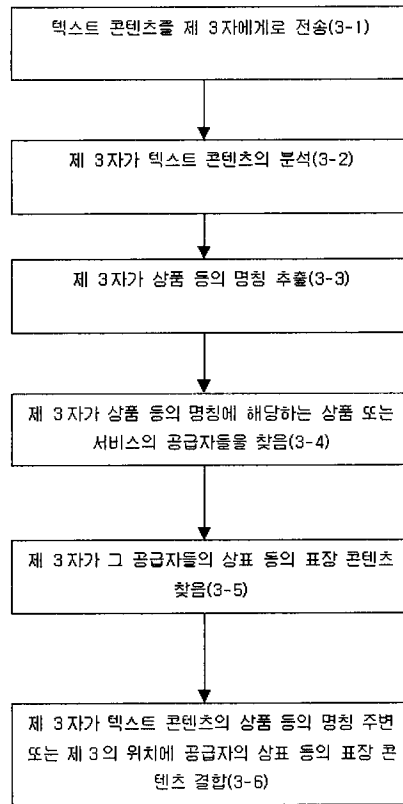 텍스트 콘텐츠를 제 3자에게로 전송(3-1)
제 3자가 텍스트 콘텐츠의 분석(3-2)
제 3자가 상품 등의 명칭 추출(3-3)
제 3자가 상품 등의 명칭에 해당하는 상품 또는
서비스의 공급자들을 찾음(3-4)
제 3자가 그 공급자들의 상표 등의 표장 콘텐츠
찾음(3-5)
제 3자가 텍스트 콘텐츠의 상품 등의 명칭 주변
또는 제 3의 위치에 공급자의 상표 등의 표장 콘
텐츠 결합(3-6)